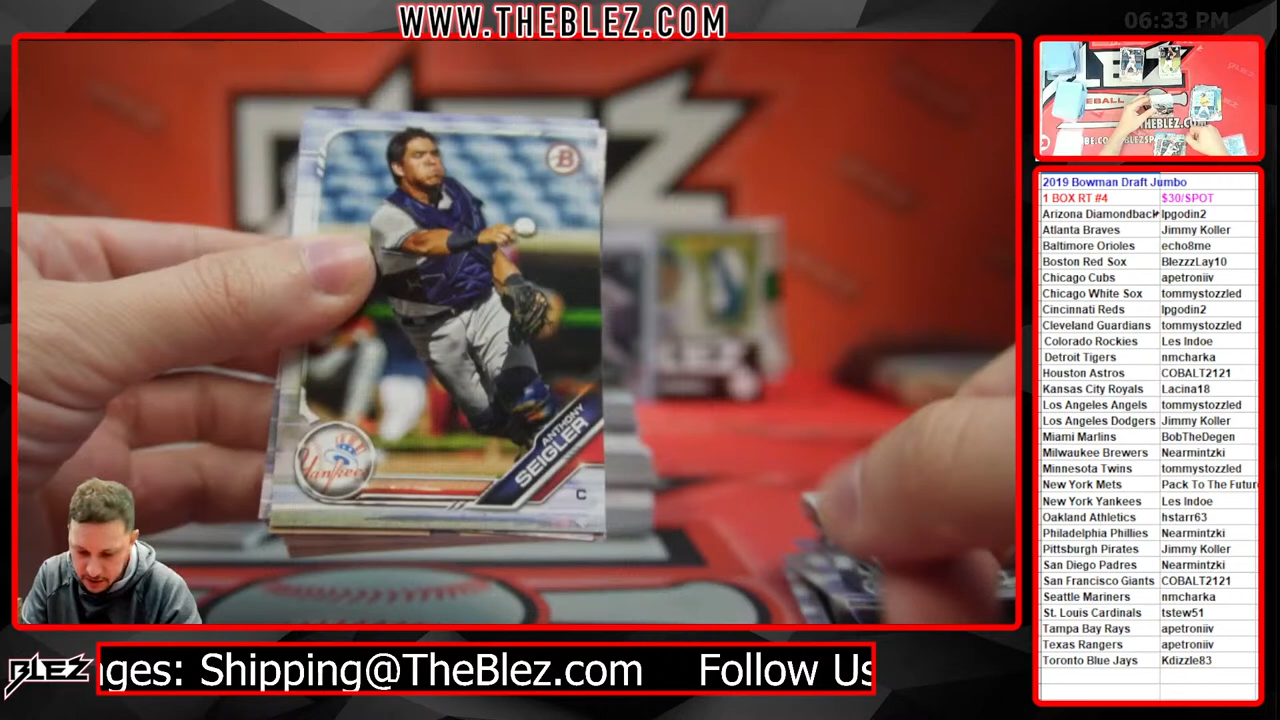 WWW.THEBLEZ.COM
06:33 PM
B
Yankees
ANTHONY
SEIGLER
C
THEBLEZ.COM
2019 Bowman Draft Jumbo
1 BOX RT #4 $30/SPOT
Arizona Diamondback lpgodin2
Atlanta Braves Jimmy Koller
Baltimore Orioles echo8me
Boston Red Sox BlezzzLay10
Chicago Cubs apetroniiv
Chicago White Sox tommystozzled
Cincinnati Reds lpgodin2
Cleveland Guardians tommystozzled
Colorado Rockies Les Indoe
Detroit Tigers nmcharka
Houston Astros COBALT2121
Kansas City Royals Lacina18
Los Angeles Angels tommystozzled
Los Angeles Dodgers Jimmy Koller
Miami Marlins BobTheDegen
Milwaukee Brewers Nearmintzki
Minnesota Twins tommystozzled
New York Mets Pack To The Futur
New York Yankees Les Indoe
Oakland Athletics hstarr63
Philadelphia Phillies Nearmintzki
Pittsburgh Pirates Jimmy Koller
San Diego Padres Nearmintzki
San Francisco Giants COBALT2121
Seattle Mariners nmcharka
St. Louis Cardinals tstew51
Tampa Bay Rays apetroniiv
Texas Rangers apetroniiv
Toronto Blue Jays Kdizzle83
BLEZ
ges: Shipping@TheBlez.com Follow Us